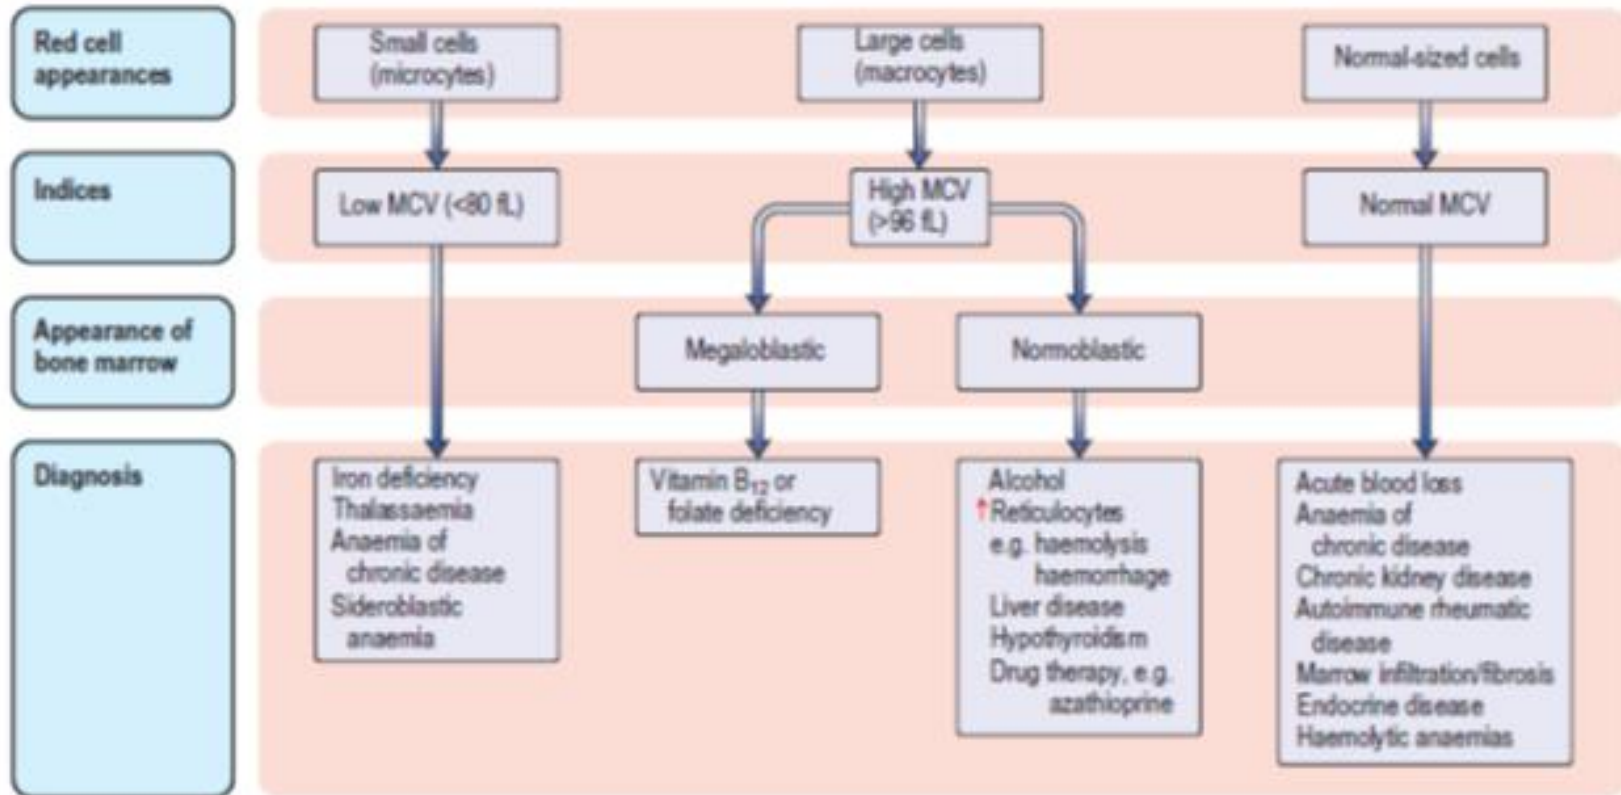 Red cell
appearances
Small cells
(microcytes)
Large cells
(macrocytes)
Normal-sized cells
Indices
Low MCV (<80 fL)
High MCV
(>96 fL)
Normal MCV
Appearance of
bone marrow
Megaloblastic
Normoblastic
Diagnosis
Iron deficiency
Thalassaemia
Anaemia of
chronic disease
Sideroblastic
anaemia
Vitamin B₁₂ or
folate deficiency
Alcohol
↑Reticulocytes
e.g. haemolysis
haemorrhage
Liver disease
Hypothyroidism
Drug therapy, e.g.
azathioprine
Acute blood loss
Anaemia of
chronic disease
Chronic kidney disease
Autoimmune rheumatic
disease
Marrow infiltration/fibrosis
Endocrine disease
Haemolytic anaemias